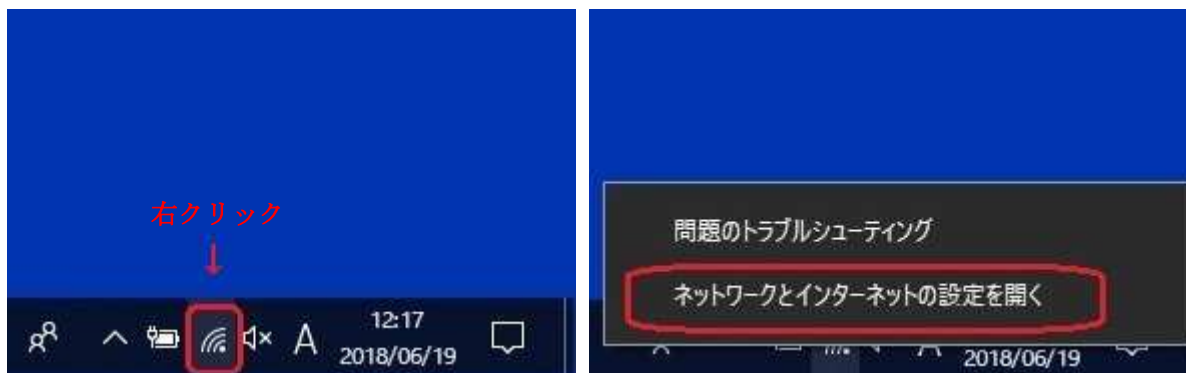 右クリック
↓
A
12:17
2018/06/19
問題のトラブルシューティング
ネットワークとインターネットの設定を開く
2018/06/19